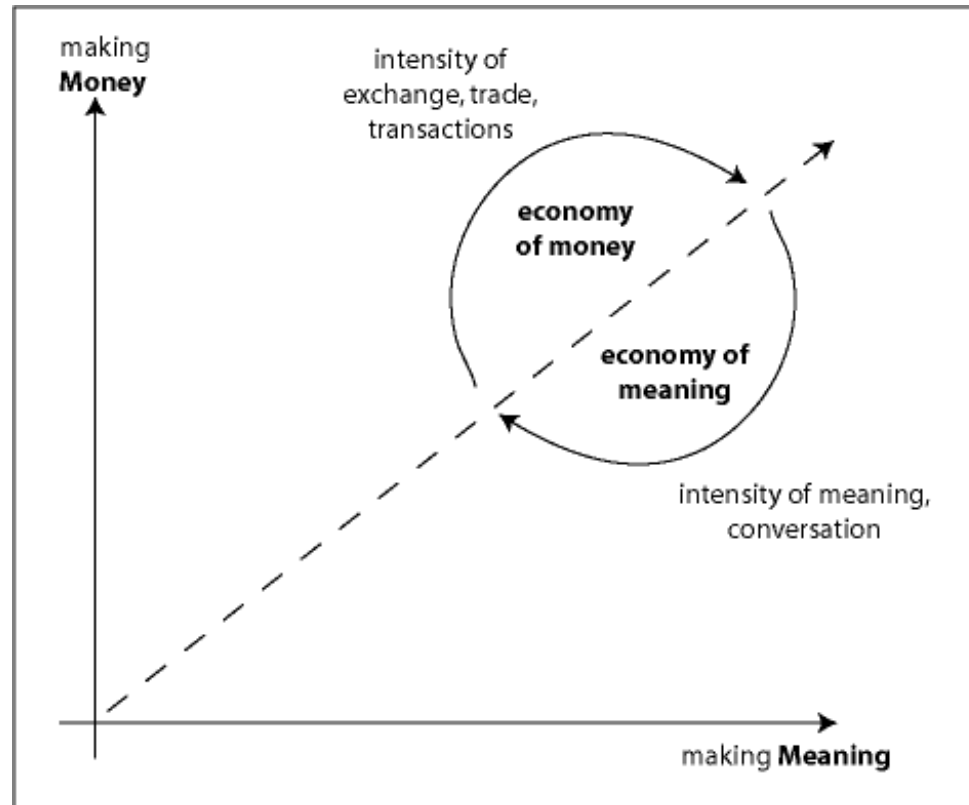 making
Money
intensity of
exchange, trade,
transactions
economy
of money
economy of
meaning
intensity of meaning,
conversation
making Meaning